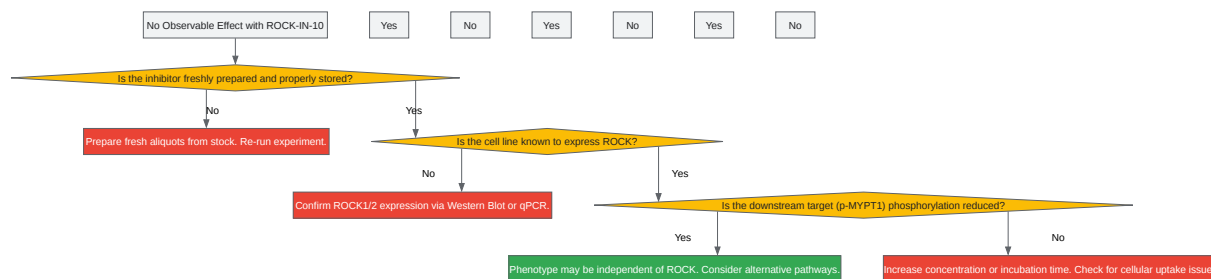 No Observable Effect with ROCK-IN-10
Yes
No
Yes
No
Yes
No
Is the inhibitor freshly prepared and properly stored?
No
Yes
Prepare fresh aliquots from stock. Re-run experiment.
Is the cell line known to express ROCK?
No
Yes
Confirm ROCK1/2 expression via Western Blot or qPCR.
Is the downstream target (p-MYPT1) phosphorylation reduced?
Yes
No
Phenotype may be independent of ROCK. Consider alternative pathways.
Increase concentration or incubation time. Check for cellular uptake issue